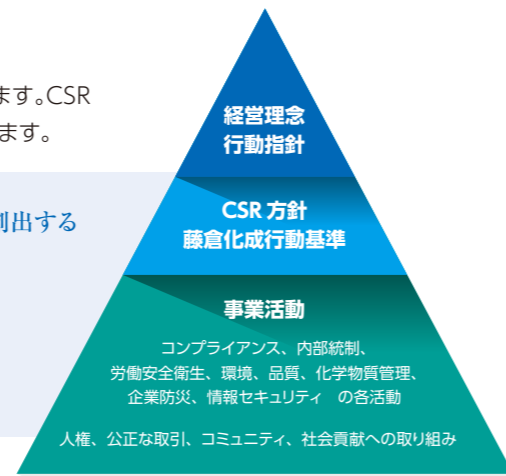 ます。CSR
ます。
創出する
経営理念
行動指針
CSR 方針
藤倉化成行動基準
事業活動
コンプライアンス、内部統制、
労働安全衛生、環境、品質、化学物質管理、
企業防災、情報セキュリティ の各活動
人権、公正な取引、コミュニティ、社会貢献への取り組み